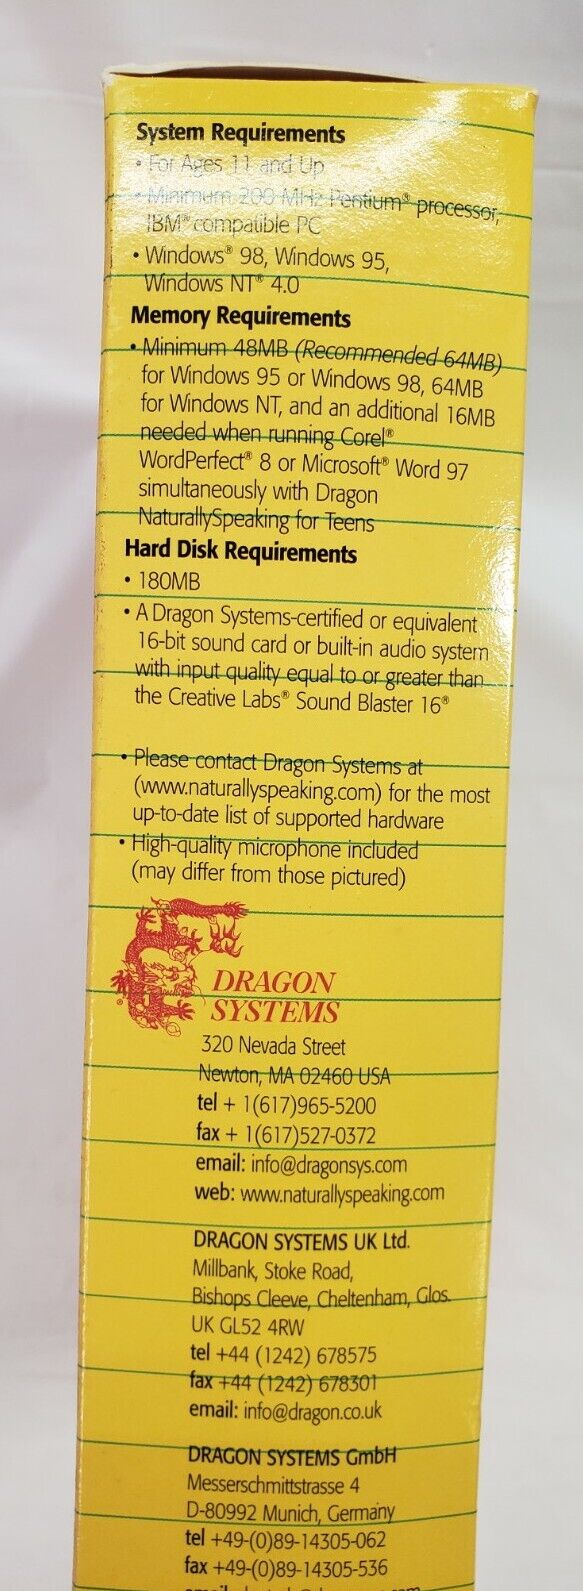 System Requirements
• For Ages 11 and Up
• Minimum 200 MHz Pentium® processor,
IBM® compatible PC
• Windows® 98, Windows 95,
Windows NT® 4.0
Memory Requirements
• Minimum 48MB (Recommended 64MB)
for Windows 95 or Windows 98, 64MB
for Windows NT, and an additional 16MB
needed when running Corel®
WordPerfect® 8 or Microsoft® Word 97
simultaneously with Dragon
NaturallySpeaking for Teens
Hard Disk Requirements
• 180MB
• A Dragon Systems-certified or equivalent
16-bit sound card or built-in audio system
with input quality equal to or greater than
the Creative Labs® Sound Blaster 16®
• Please contact Dragon Systems at
(www.naturallyspeaking.com) for the most
up-to-date list of supported hardware
• High-quality microphone included
(may differ from those pictured)
®
DRAGON
SYSTEMS
320 Nevada Street
Newton, MA 02460 USA
tel + 1(617)965-5200
fax + 1(617)527-0372
email: info@dragonsys.com
web: www.naturallyspeaking.com
DRAGON SYSTEMS UK Ltd.
Millbank, Stoke Road,
Bishops Cleeve, Cheltenham, Glos.
UK GL52 4RW
tel +44 (1242) 678575
fax +44 (1242) 678301
email: info@dragon.co.uk
DRAGON SYSTEMS GmbH
Messerschmittstrasse 4
D-80992 Munich, Germany
tel +49-(0)89-14305-062
fax +49-(0)89-14305-536